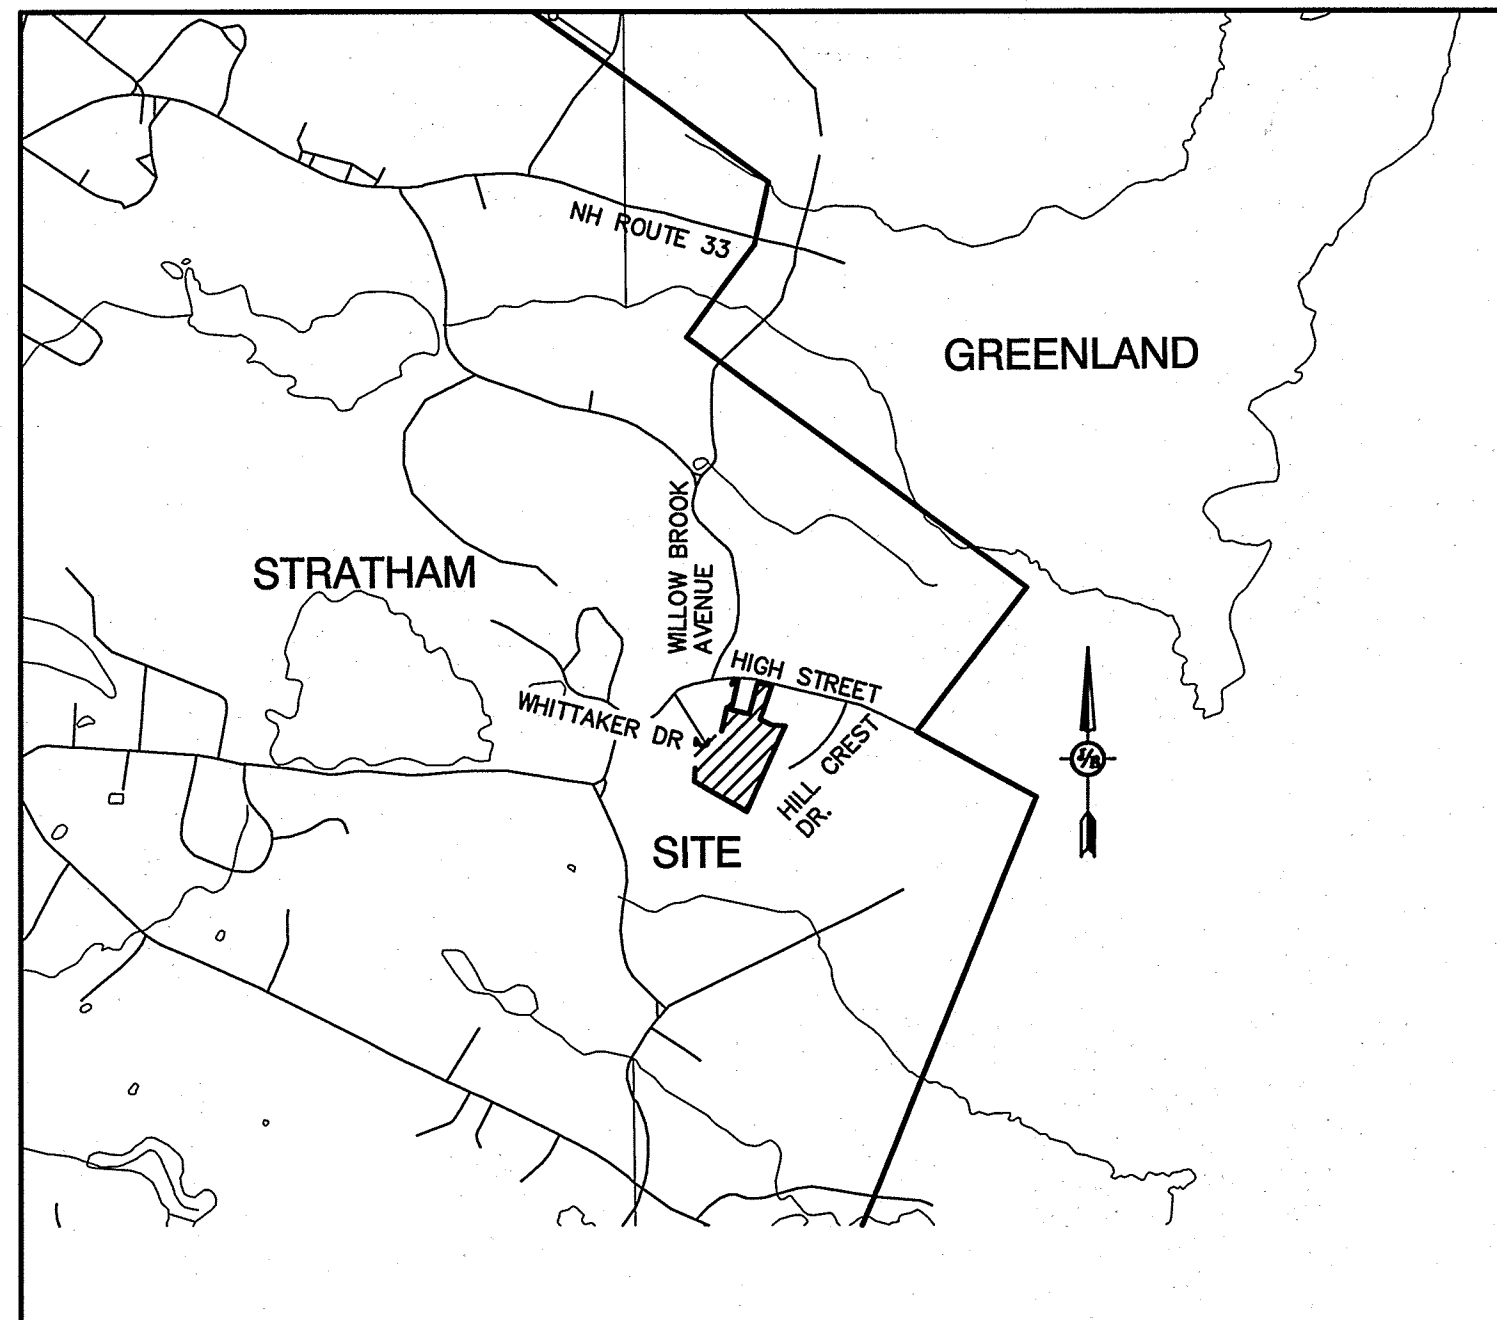 NH ROUTE 33
GREENLAND
STRATHAM
WILLOW BROOK
AVENUE
HIGH STREET
WHITTAKER DR
HILL CREST
DR.
SITE